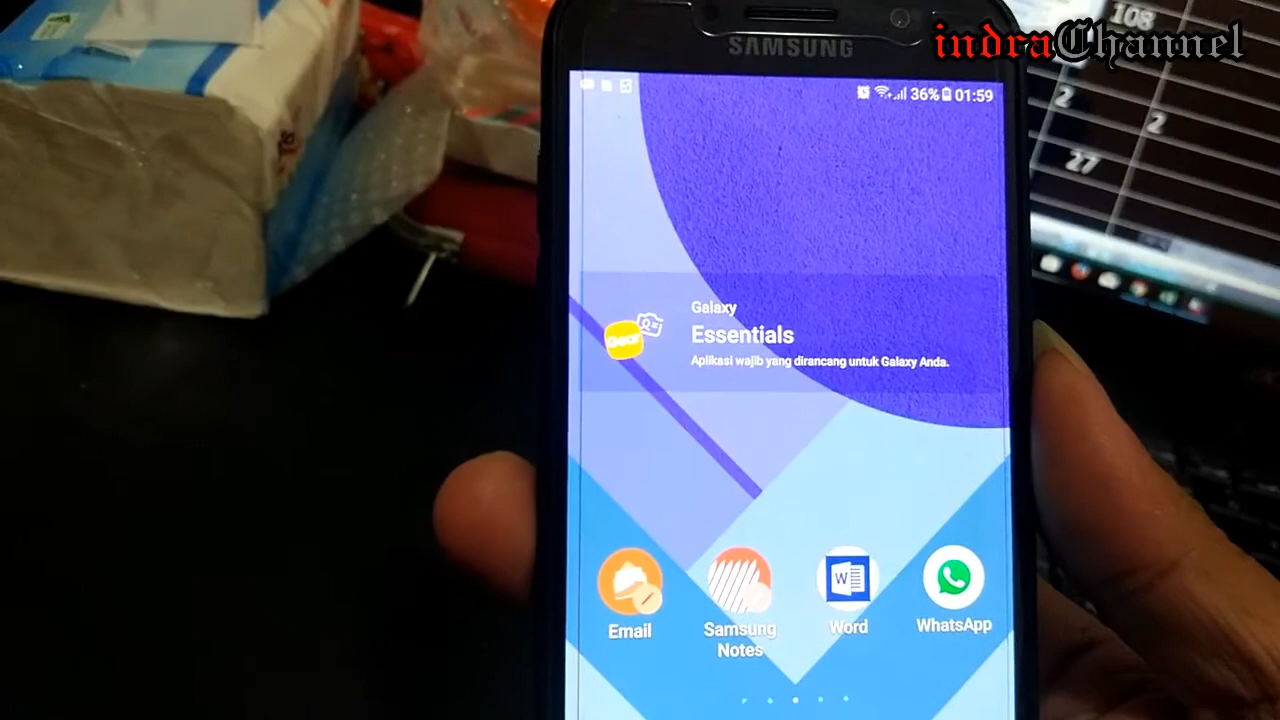 indraChannel
108
SAMSUNG
36% 01:59
2
2
27
Galaxy
Essentials
Gear
Aplikasi wajib yang dirancang untuk Galaxy Anda.
W
Email
Samsung
Notes
Word
WhatsApp